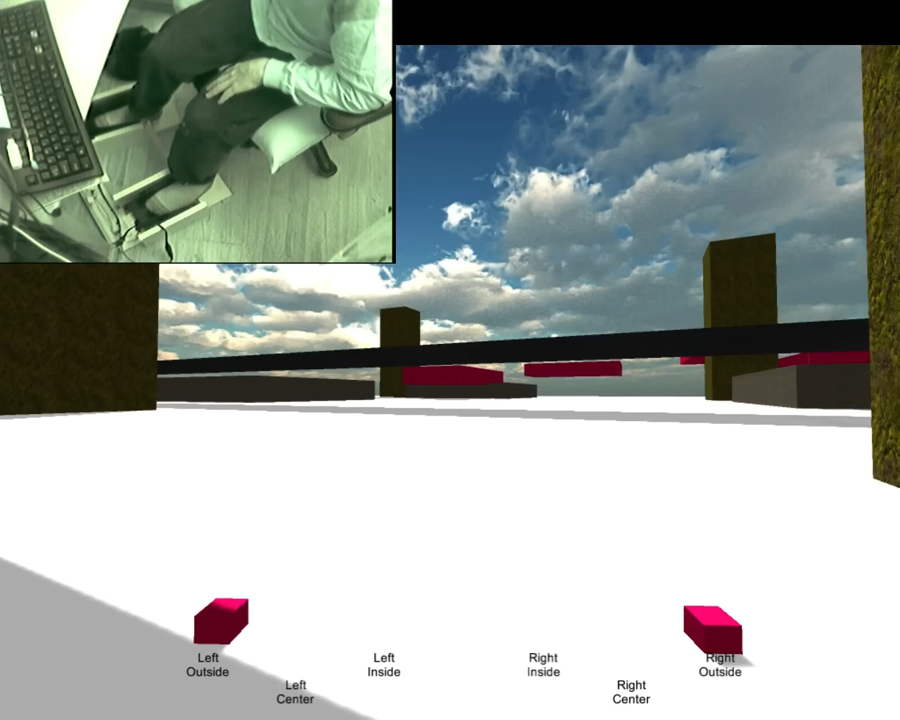 Left
Outside
Left
Inside
Right
Inside
Right
Outside
Left
Center
Right
Center